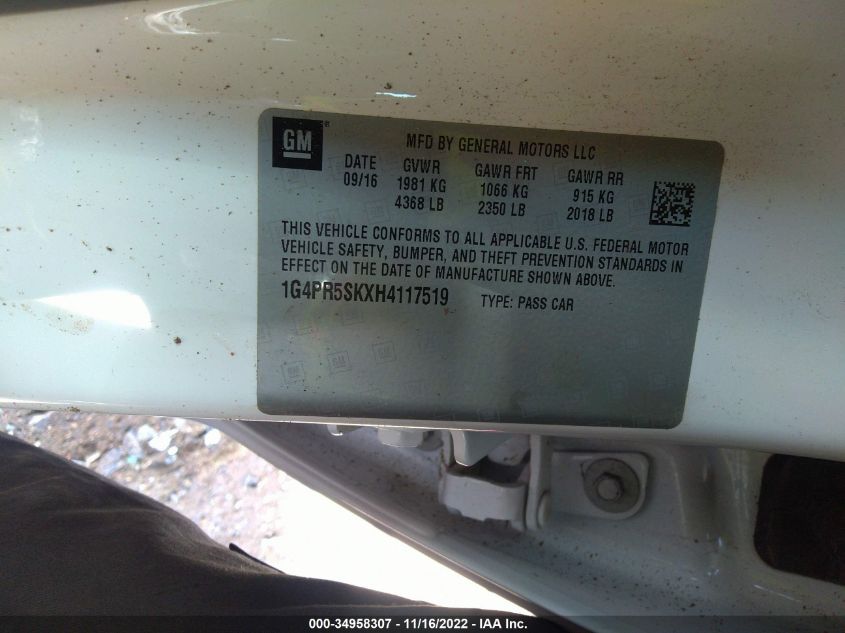 GM ®
MFD BY GENERAL MOTORS LLC
DATE GVWR GAWR FRT GAWR RR
09/16 1981 KG 1066 KG 915 KG
4368 LB 2350 LB 2018 LB
THIS VEHICLE CONFORMS TO ALL APPLICABLE U.S. FEDERAL MOTOR
VEHICLE SAFETY, BUMPER, AND THEFT PREVENTION STANDARDS IN
EFFECT ON THE DATE OF MANUFACTURE SHOWN ABOVE.
1G4PR5SKXH4117519 TYPE: PASS CAR
000-34958307 - 11/16/2022 - IAA Inc.